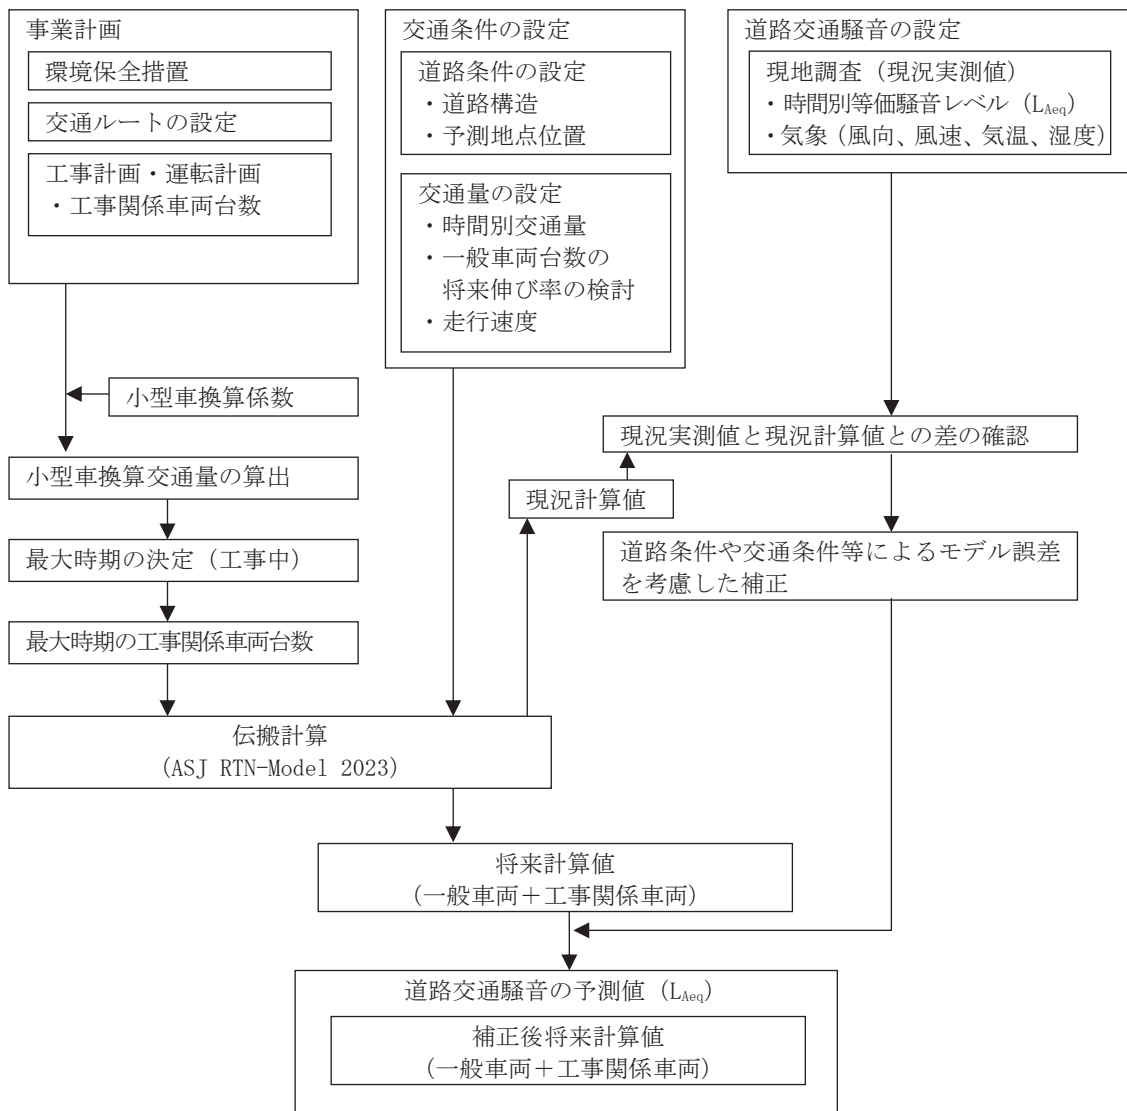 事業計画
環境保全措置
交通ルートの設定
工事計画・運転計画
・工事関係車両台数
交通条件の設定
道路条件の設定
・道路構造
・予測地点位置
交通量の設定
・時間別交通量
・一般車両台数の
将来伸び率の検討
・走行速度
道路交通騒音の設定
現地調査（現況実測値）
・時間別等価騒音レベル（LAeq）
・気象（風向、風速、気温、湿度）
小型車換算係数
小型車換算交通量の算出
最大時期の決定（工事中）
最大時期の工事関係車両台数
現況実測値と現況計算値との差の確認
現況計算値
道路条件や交通条件等によるモデル誤差
を考慮した補正
伝搬計算
（ASJ RTN-Model 2023）
将来計算値
（一般車両＋工事関係車両）
道路交通騒音の予測値（LAeq）
補正後将来計算値
（一般車両＋工事関係車両）